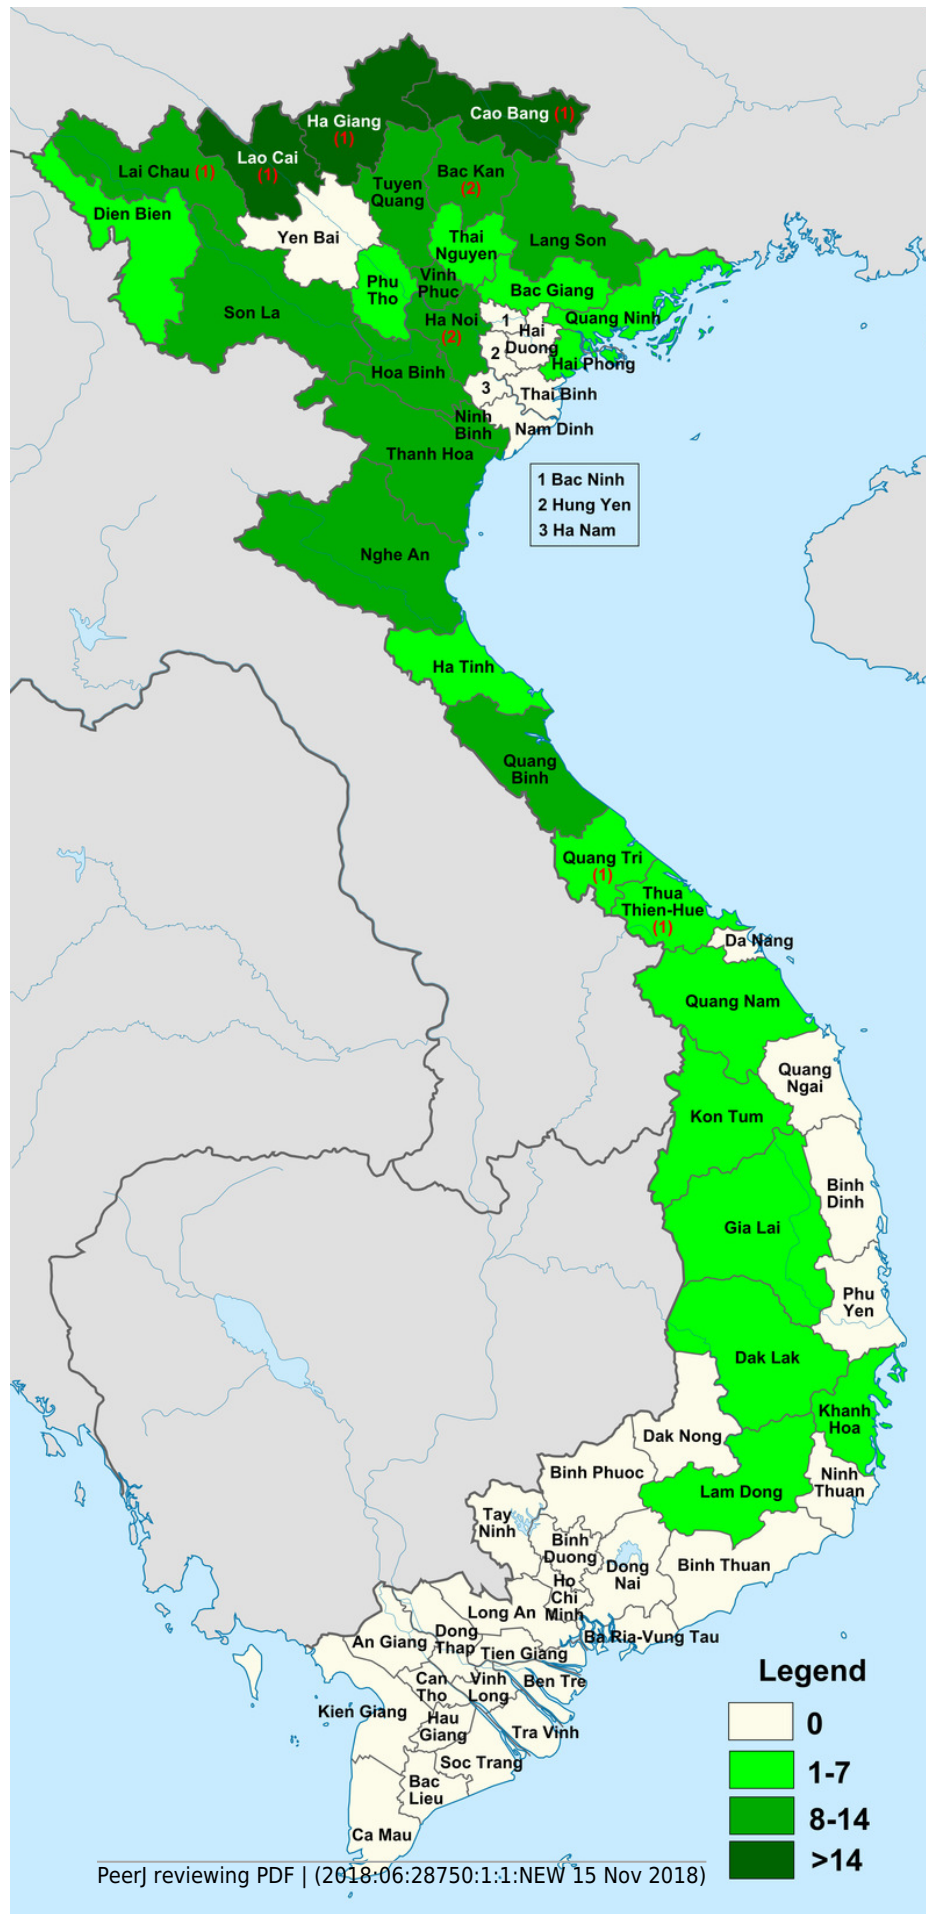 Ha Giang
(1)
Cao Bang (1)
Lao Cai
(1)
Lai Chau (1)
Bac Kan
(2)
Tuyen
Quang
Dien Bien
Yen Bai
Thai
Nguyen
Lang Son
Phu
Tho
Vinh
Phuc
Bac Giang
Son La
Ha Noi
(2)
Quang Ninh
1
Hai
Duong
2
Hai Phong
Hoa Binh
3
Thai Binh
Ninh
Binh
Nam Dinh
Thanh Hoa
1 Bac Ninh
2 Hung Yen
3 Ha Nam
Nghe An
Ha Tinh
Quang
Binh
Quang Tri
(1)
Thua
Thien-Hue
(1)
Da Nang
Quang Nam
Quang
Ngai
Kon Tum
Binh
Dinh
Gia Lai
Phu
Yen
Dak Lak
Khanh
Hoa
Dak Nong
Binh Phuoc
Ninh
Thuan
Lam Dong
Tay
Ninh
Binh
Duong
Dong
Nai
Binh Thuan
Ho
Chi
Minh
Long An
An Giang
Dong
Thap
Tien Giang
Ba Ria-Vung Tau
Can
Tho
Vinh
Long
Ben Tre
Kien Giang
Hau
Giang
Tra Vinh
Soc Trang
Bac
Lieu
Ca Mau
Legend
0
1-7
8-14
>14
PeerJ reviewing PDF | (2018:06:28750:1:1:NEW 15 Nov 2018)